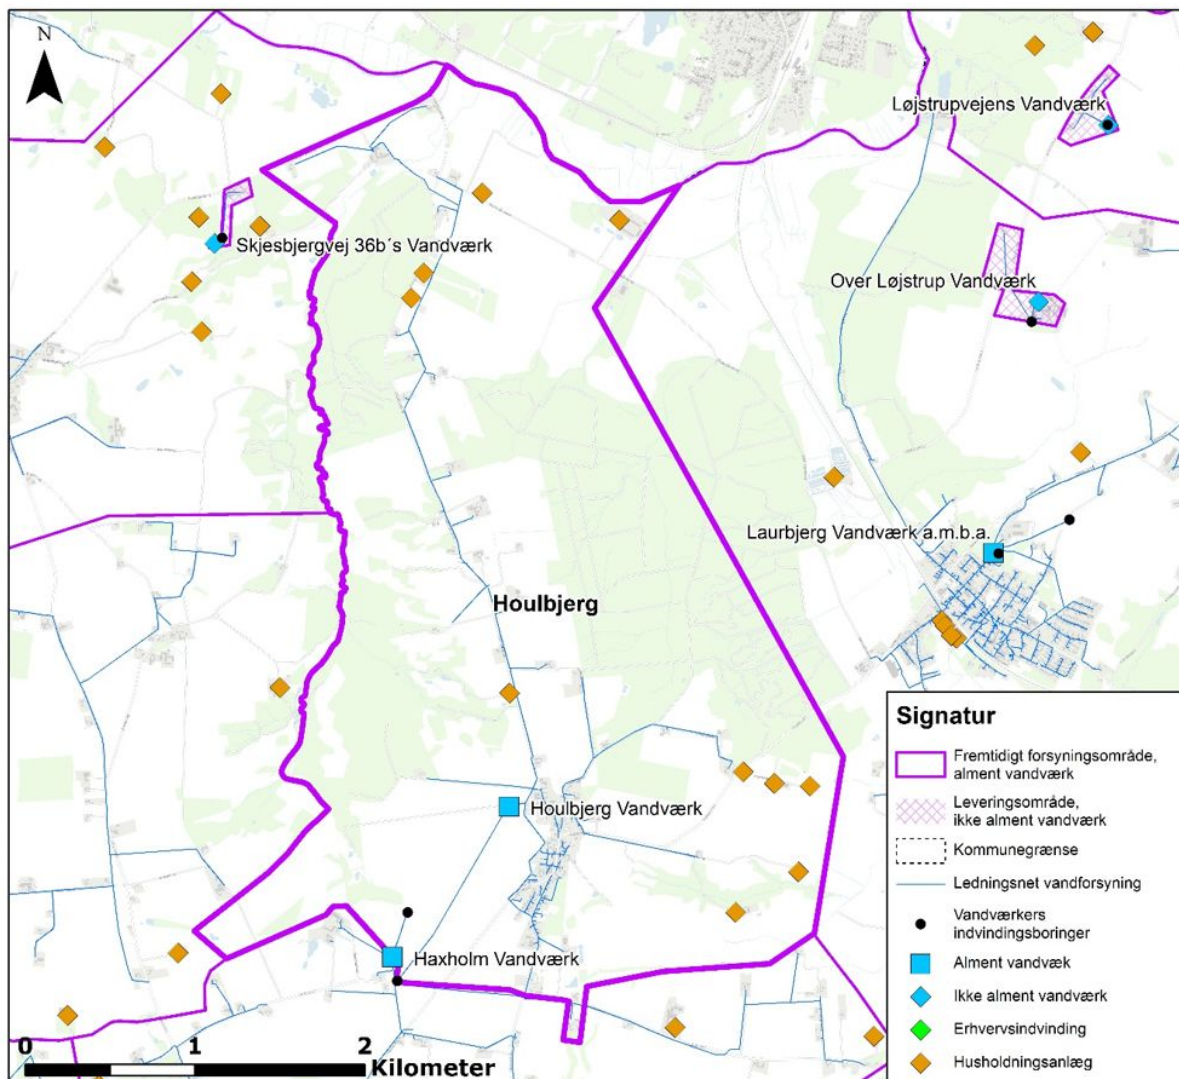 N
Løjstrupvejens Vandværk
Skjesbjergvej 36b´s Vandværk
Over Løjstrup Vandværk
Laurbjerg Vandværk a.m.b.a.
Houlbjerg
Houlbjerg Vandværk
Haxholm Vandværk
Signatur
Fremtidigt forsyningsområde,
alment vandværk
Leveringsområde,
ikke alment vandværk
Kommunegrænse
Ledningsnet vandforsyning
Vandværkers
indvindingsboringer
Alment vandvæk
Ikke alment vandværk
Erhvervsindvinding
Husholdningsanlæg
0 1 2
Kilometer